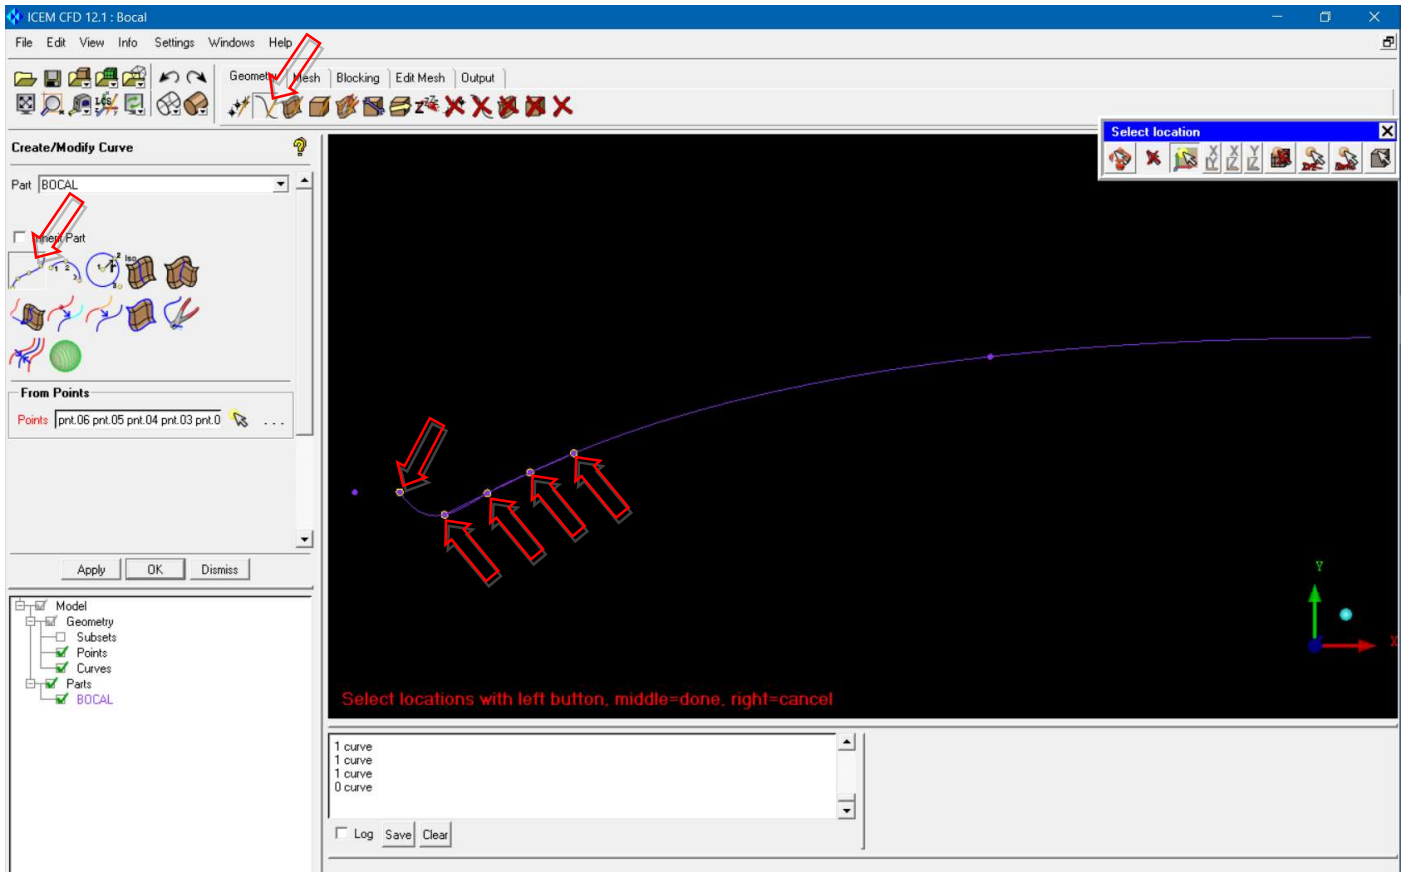 ICEM CFD 12.1 : Bocal
File Edit View Info Settings Windows Help
Geometry Mesh Blocking Edit Mesh Output
Select location
Create/Modify Curve
Part BOCAL
Inherit Part
From Points
Points pnt.06 pnt.05 pnt.04 pnt.03 pnt.0 ...
Apply OK Dismiss
Model
Geometry
Subsets
Points
Curves
Parts
BOCAL
Y
X
Select locations with left button, middle=done, right=cancel
1 curve
1 curve
1 curve
0 curve
Log Save Clear